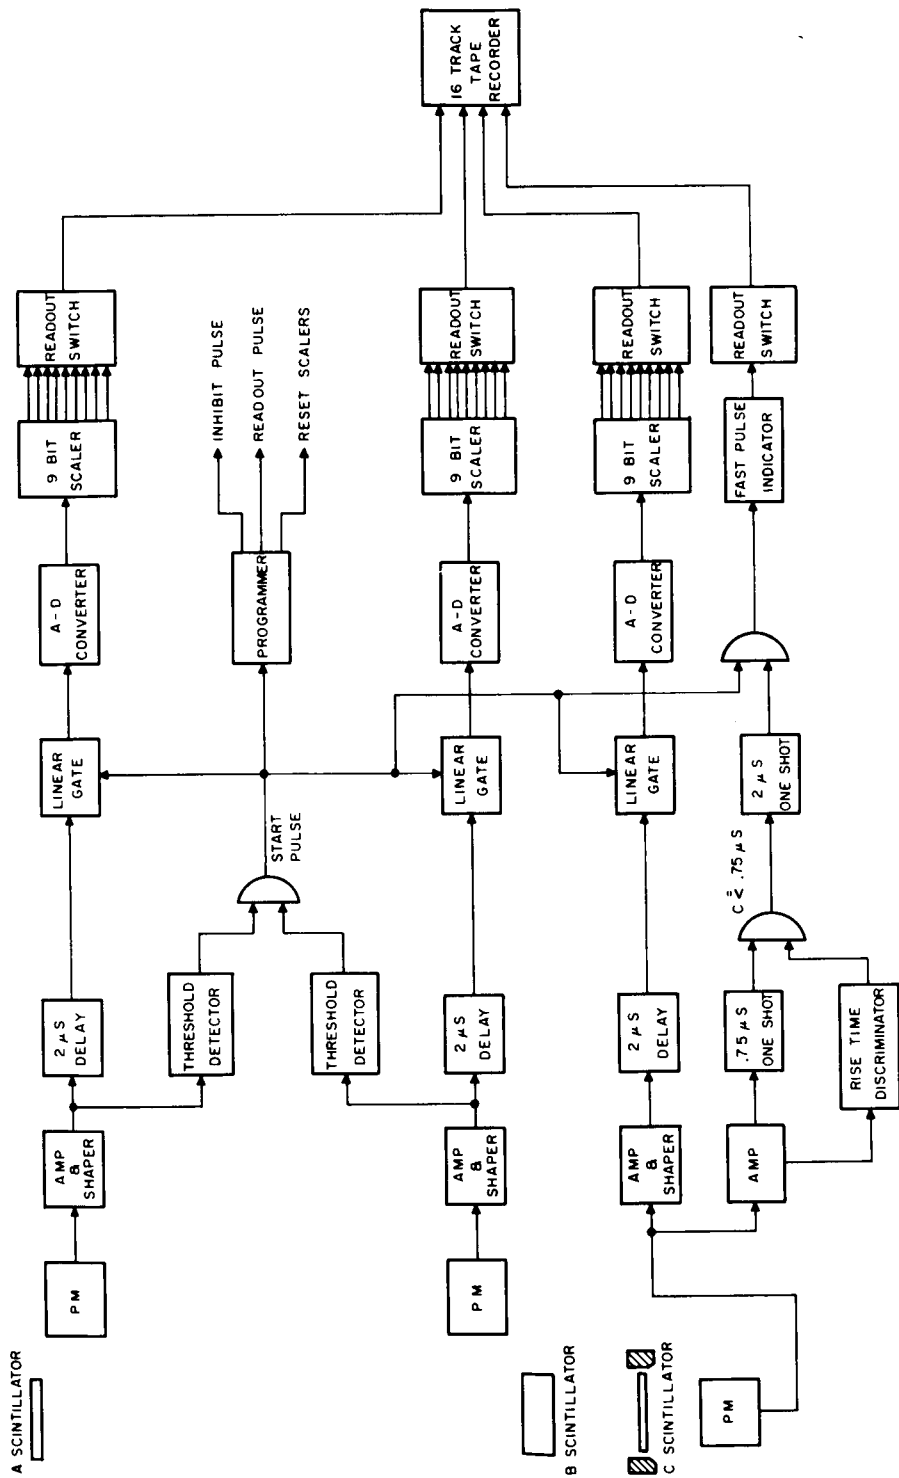 A SCINTILLATOR
PM
AMP
&
SHAPER
2 μS
DELAY
LINEAR
GATE
A-D
CONVERTER
9 BIT
SCALER
READOUT
SWITCH
THRESHOLD
DETECTOR
THRESHOLD
DETECTOR
START
PULSE
PROGRAMMER
INHIBIT PULSE
READOUT PULSE
RESET SCALERS
16 TRACK
TAPE
RECORDER
B SCINTILLATOR
PM
AMP
&
SHAPER
2 μS
DELAY
LINEAR
GATE
A-D
CONVERTER
9 BIT
SCALER
READOUT
SWITCH
C SCINTILLATOR
PM
AMP
&
SHAPER
2 μS
DELAY
LINEAR
GATE
A-D
CONVERTER
9 BIT
SCALER
READOUT
SWITCH
AMP
.75 μS
ONE SHOT
RISE TIME
DISCRIMINATOR
C = < .75 μS
2 μS
ONE SHOT
FAST PULSE
INDICATOR
READOUT
SWITCH